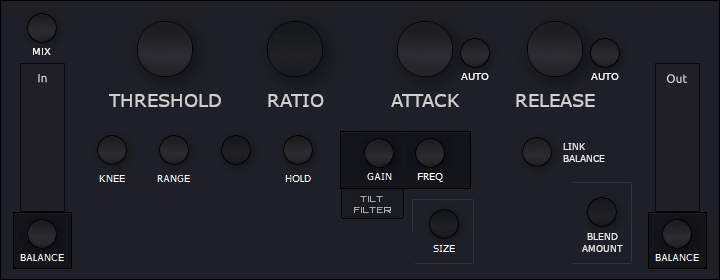 MIX
In
Out
AUTO
AUTO
THRESHOLD
RATIO
ATTACK
RELEASE
KNEE
RANGE
HOLD
GAIN
FREQ
LINK
BALANCE
TILT
FILTER
SIZE
BLEND
AMOUNT
BALANCE
BALANCE